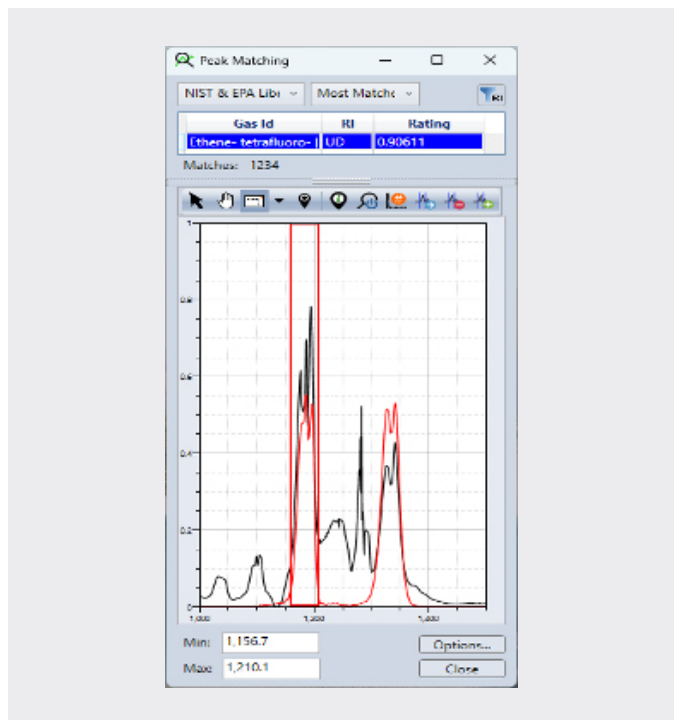 Peak Matching
NIST & EPA Libr Most Matche
RI
Gas Id RI Rating
Ethene- tetrafluoro- [ UD 0.90611
Matches: 1234
1
0.8
0.6
0.4
0.2
0
1,000 1,200 1,400
Min: 1,156.7 Options...
Max: 1,210.1 Close